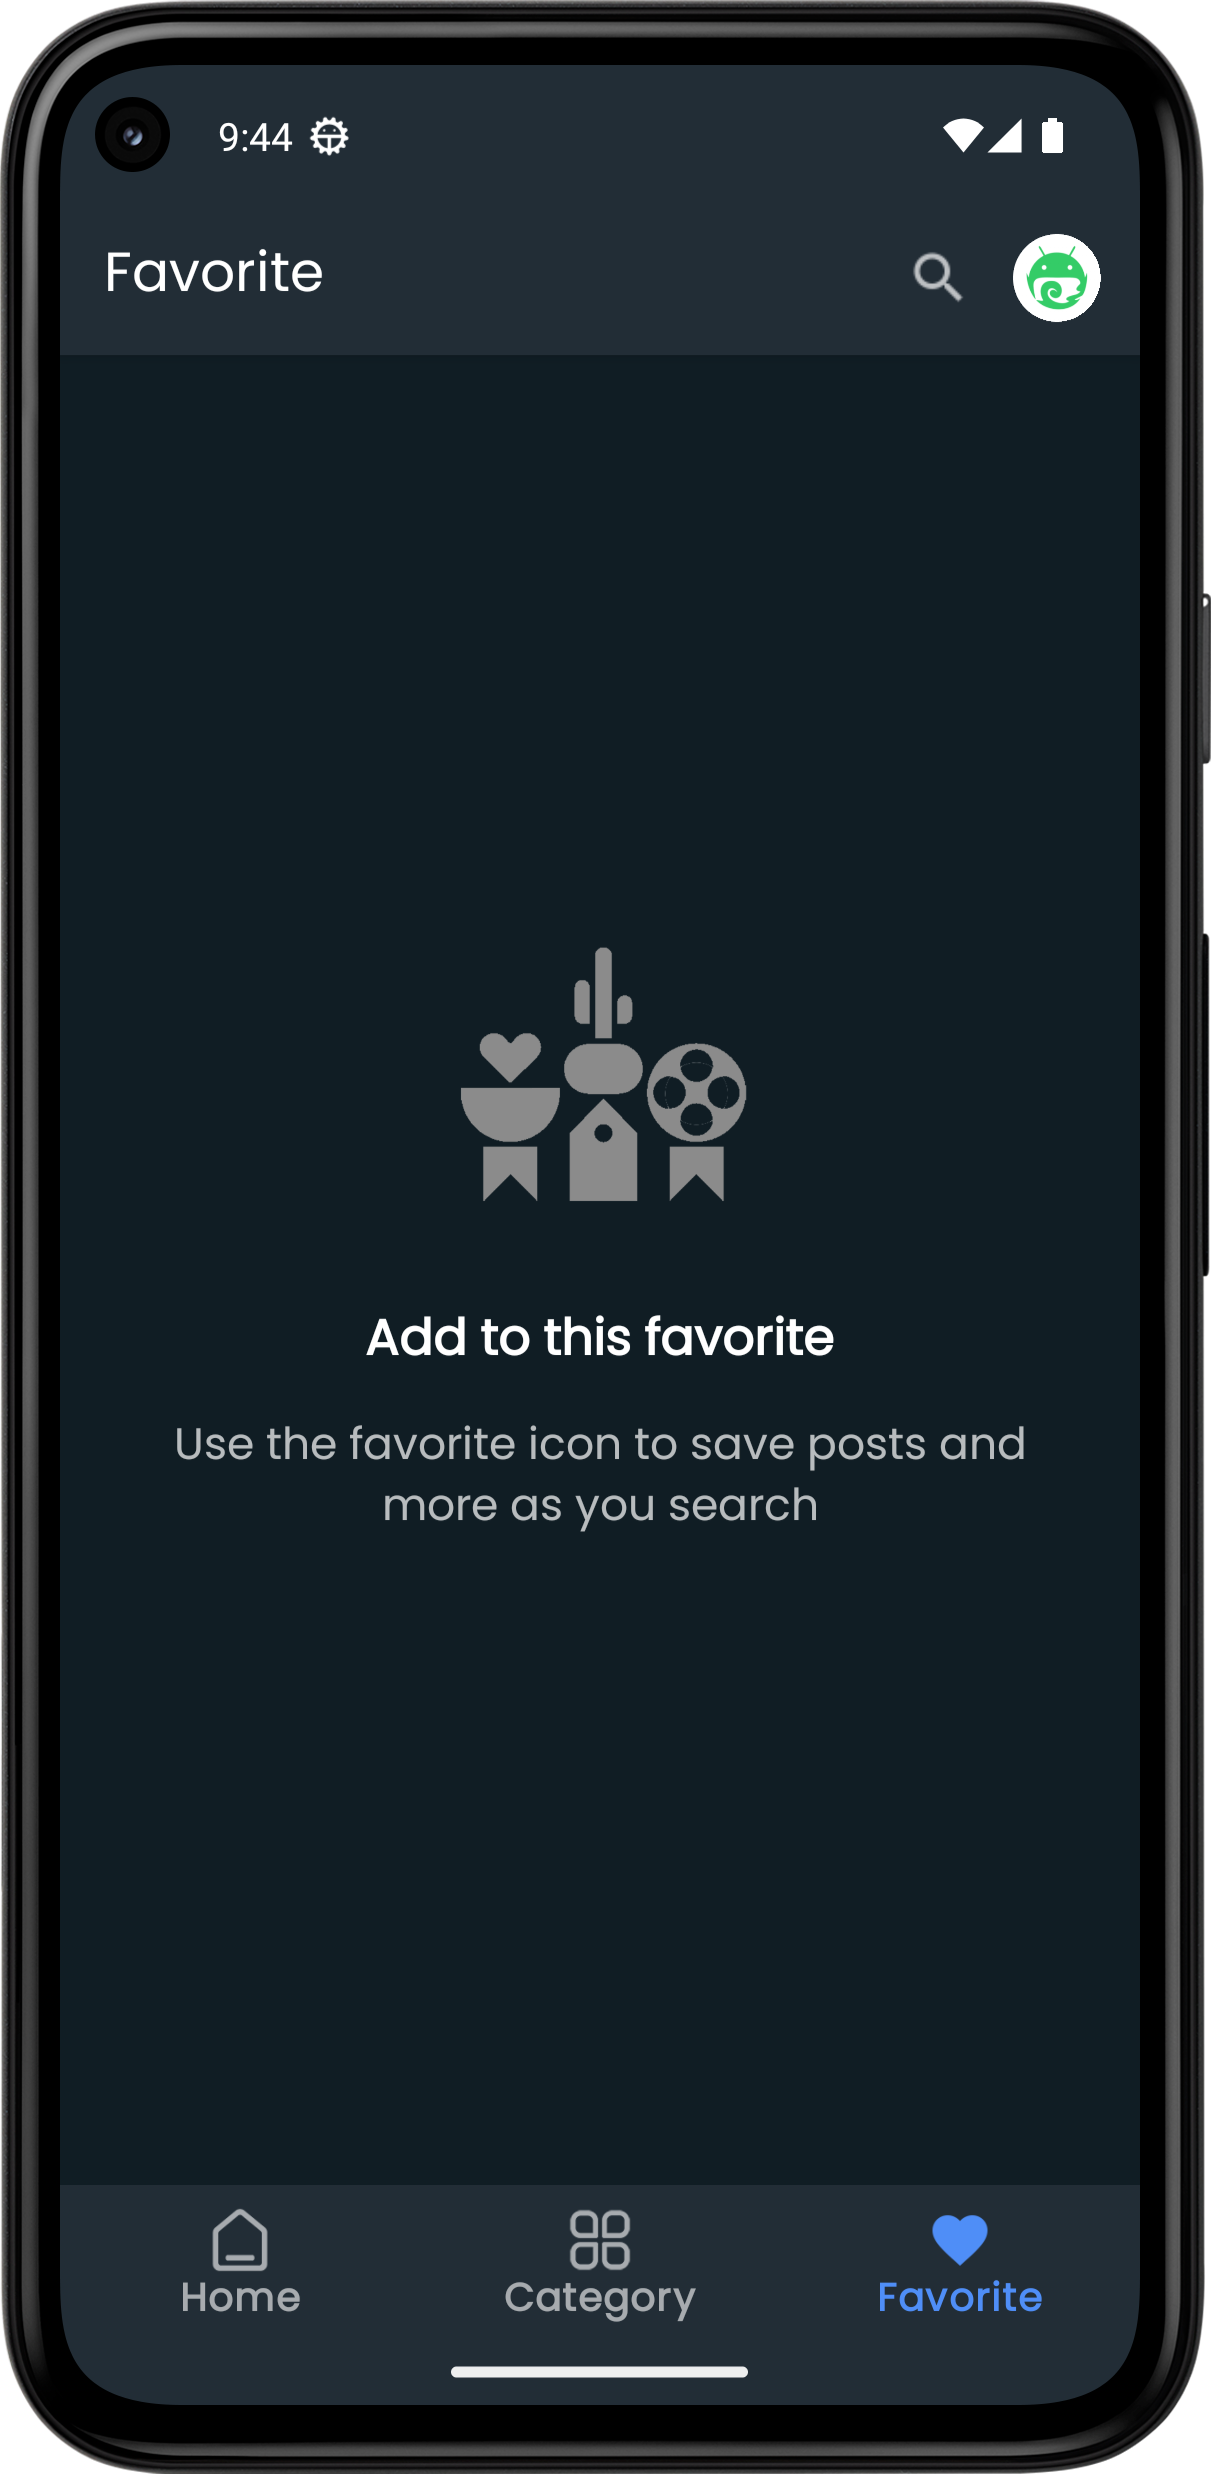 9:44
Favorite
Add to this favorite
Use the favorite icon to save posts and
more as you search
Home
Category
Favorite